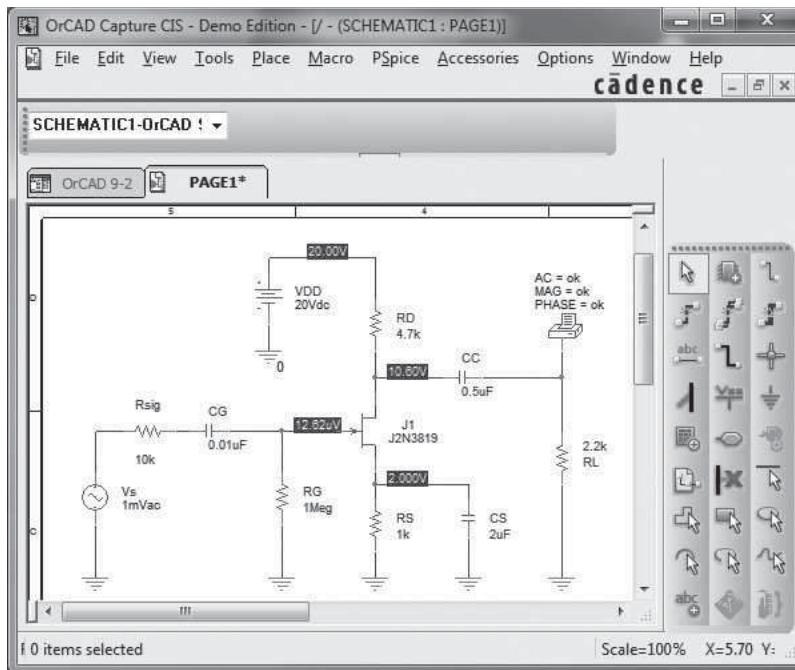 OrCAD Capture CIS - Demo Edition - [/ - (SCHEMATIC1 : PAGE1)]
File Edit View Tools Place Macro PSpice Accessories Options Window Help
cādence
SCHEMATIC1-OrCAD
OrCAD 9-2
PAGE1*
5 4
D
C
20.00V
VDD
20Vdc
0
RD
4.7k
AC = ok
MAG = ok
PHASE = ok
10.60V
CC
0.5uF
Rsig
10k
CG
0.01uF
12.62uV
J1
J2N3819
2.2k
RL
Vs
1mVac
RG
1Meg
2.000V
RS
1k
CS
2uF
abc
abc
0 items selected
Scale=100% X=5.70 Y: